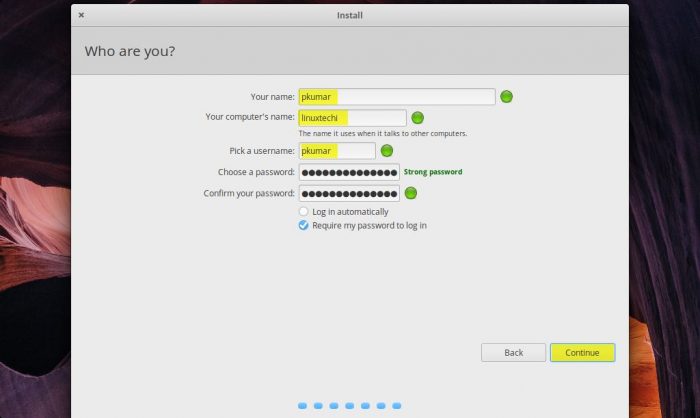 Install
Who are you?
Your name: pkumar
Your computer's name: linuxtechi
The name it uses when it talks to other computers.
Pick a username: pkumar
Choose a password: ●●●●●●●●●●●●●● Strong password
Confirm your password: ●●●●●●●●●●●●●●
Log in automatically
Require my password to log in
Back Continue